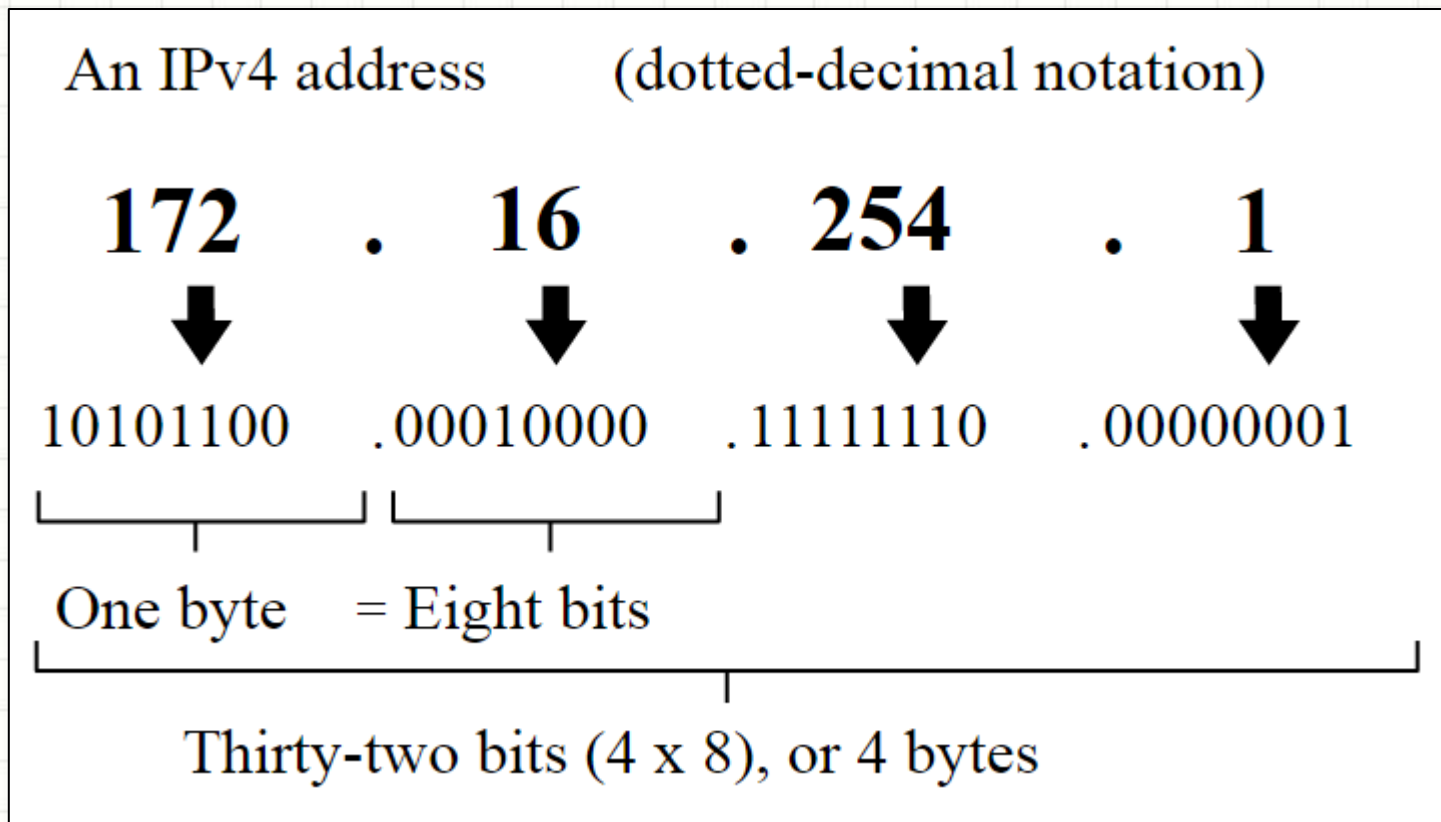 An IPv4 address (dotted-decimal notation)
172 . 16 . 254 . 1
10101100 .00010000 .11111110 .00000001
One byte = Eight bits
Thirty-two bits (4 x 8), or 4 bytes